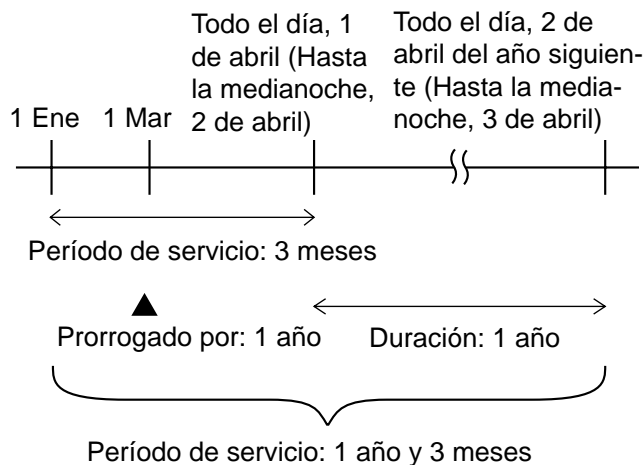 Todo el día, 1
de abril (Hasta
la medianoche,
2 de abril)
Todo el día, 2 de
abril del año siguien-
te (Hasta la media-
noche, 3 de abril)
1 Ene
1 Mar
Período de servicio: 3 meses
Prorrogado por: 1 año
Duración: 1 año
Período de servicio: 1 año y 3 meses